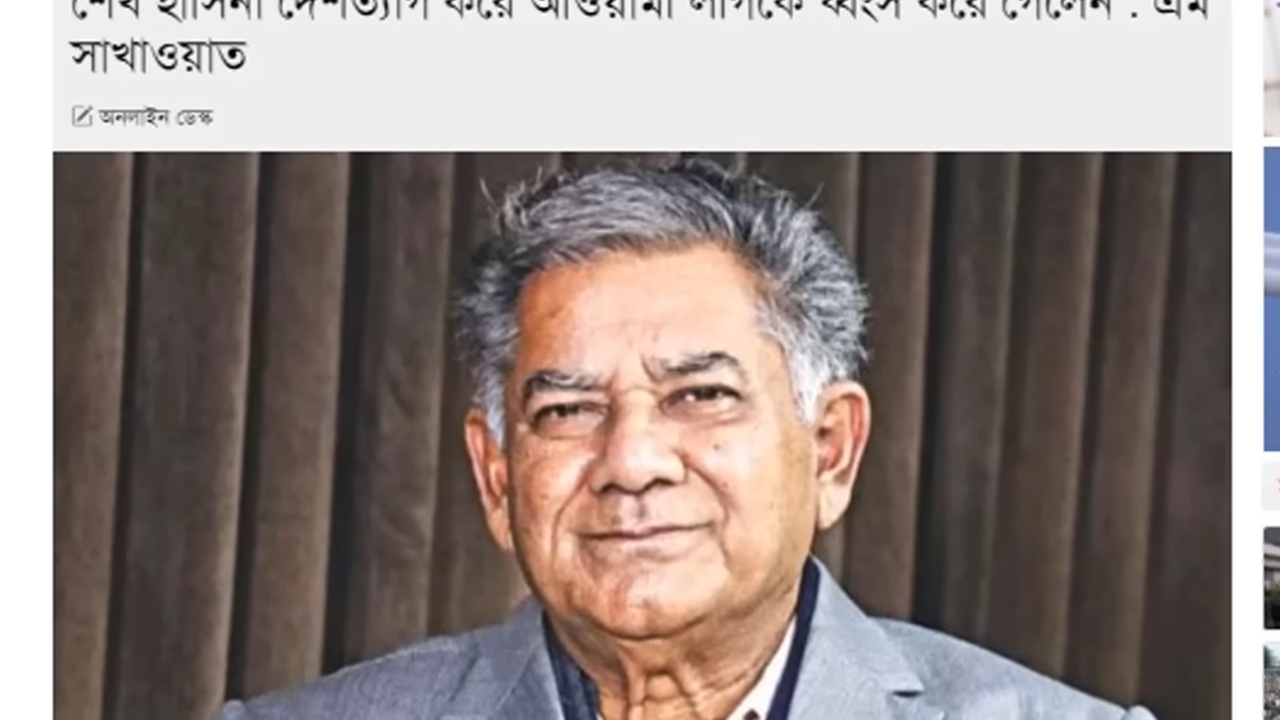 শেখ হাসিনা দেশত্যাগ করে আওয়ামী লীগকে ধ্বংস করে গেলেন : এম
সাখাওয়াত
অনলাইন ডেস্ক